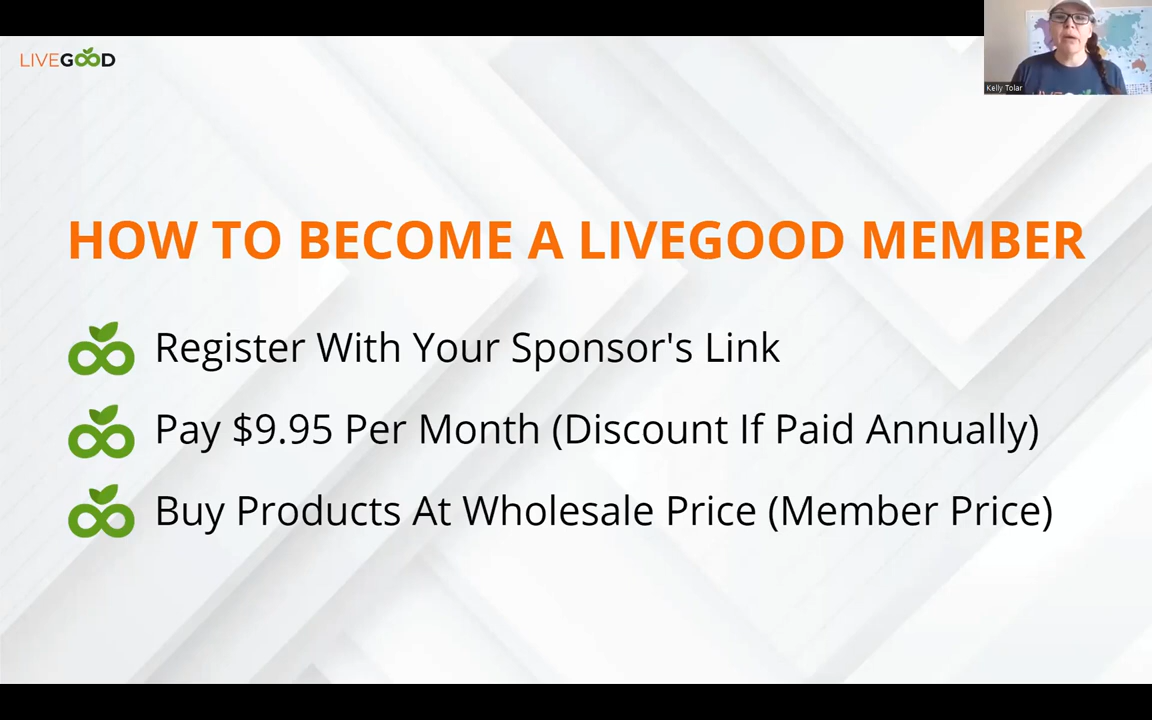 LIVEGOOD
Kelly Tolar
HOW TO BECOME A LIVEGOOD MEMBER
Register With Your Sponsor's Link
Pay $9.95 Per Month (Discount If Paid Annually)
Buy Products At Wholesale Price (Member Price)